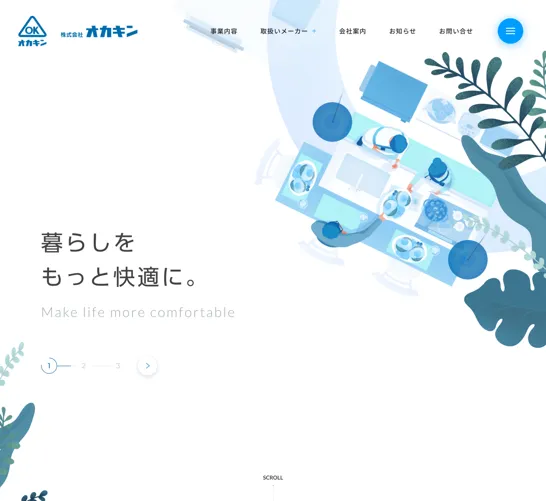 OK
オカキン
株式会社 オカキン
事業内容 取扱いメーカー 会社案内 お知らせ お問い合せ
暮らしを
もっと快適に。
Make life more comfortable
1 2 3
SCROLL